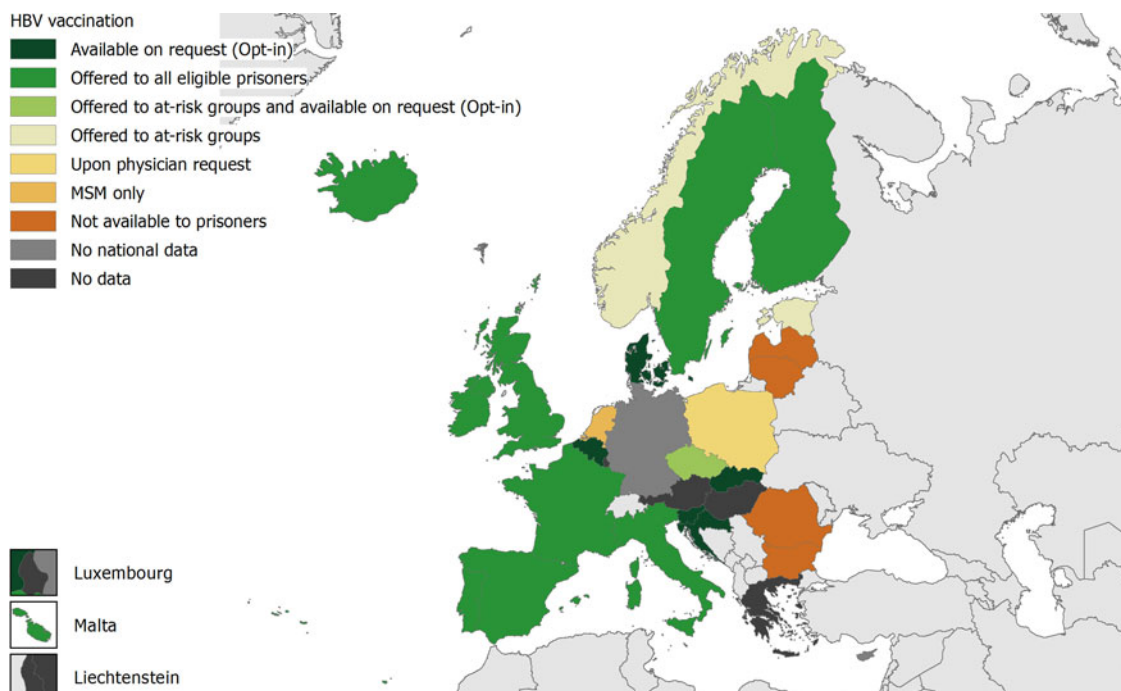 HBV vaccination
Available on request (Opt-in)
Offered to all eligible prisoners
Offered to at-risk groups and available on request (Opt-in)
Offered to at-risk groups
Upon physician request
MSM only
Not available to prisoners
No national data
No data
Luxembourg
Malta
Liechtenstein